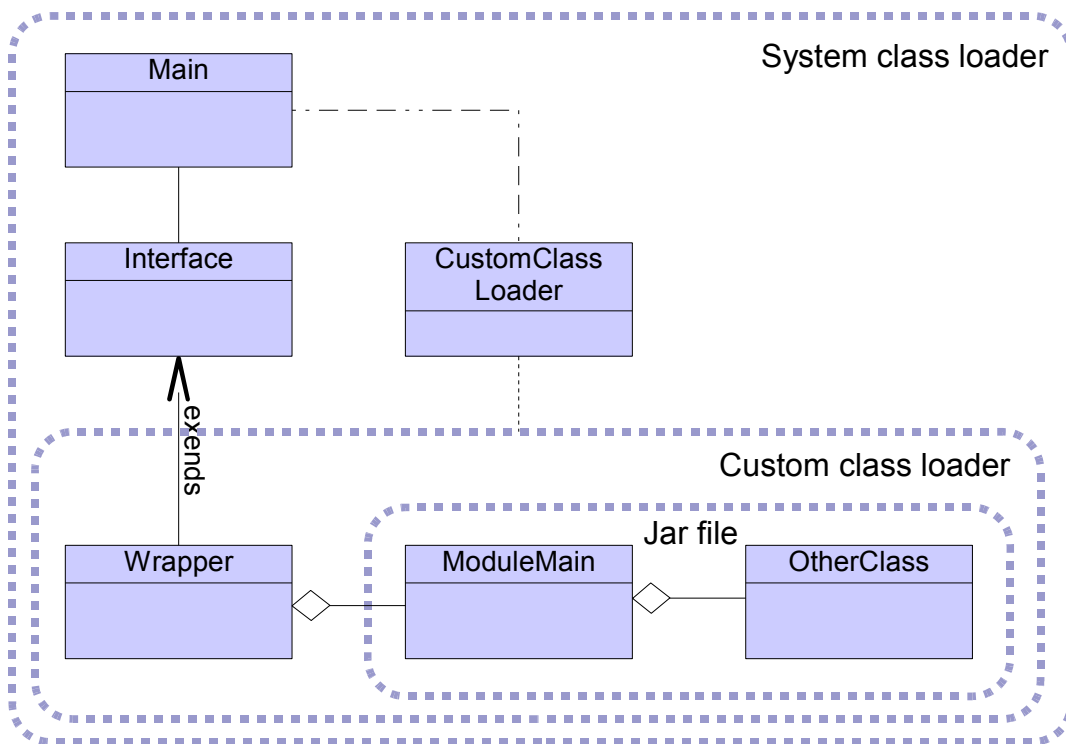 System class loader
Main
Interface
CustomClass
Loader
exends
Custom class loader
Jar file
Wrapper
ModuleMain
OtherClass